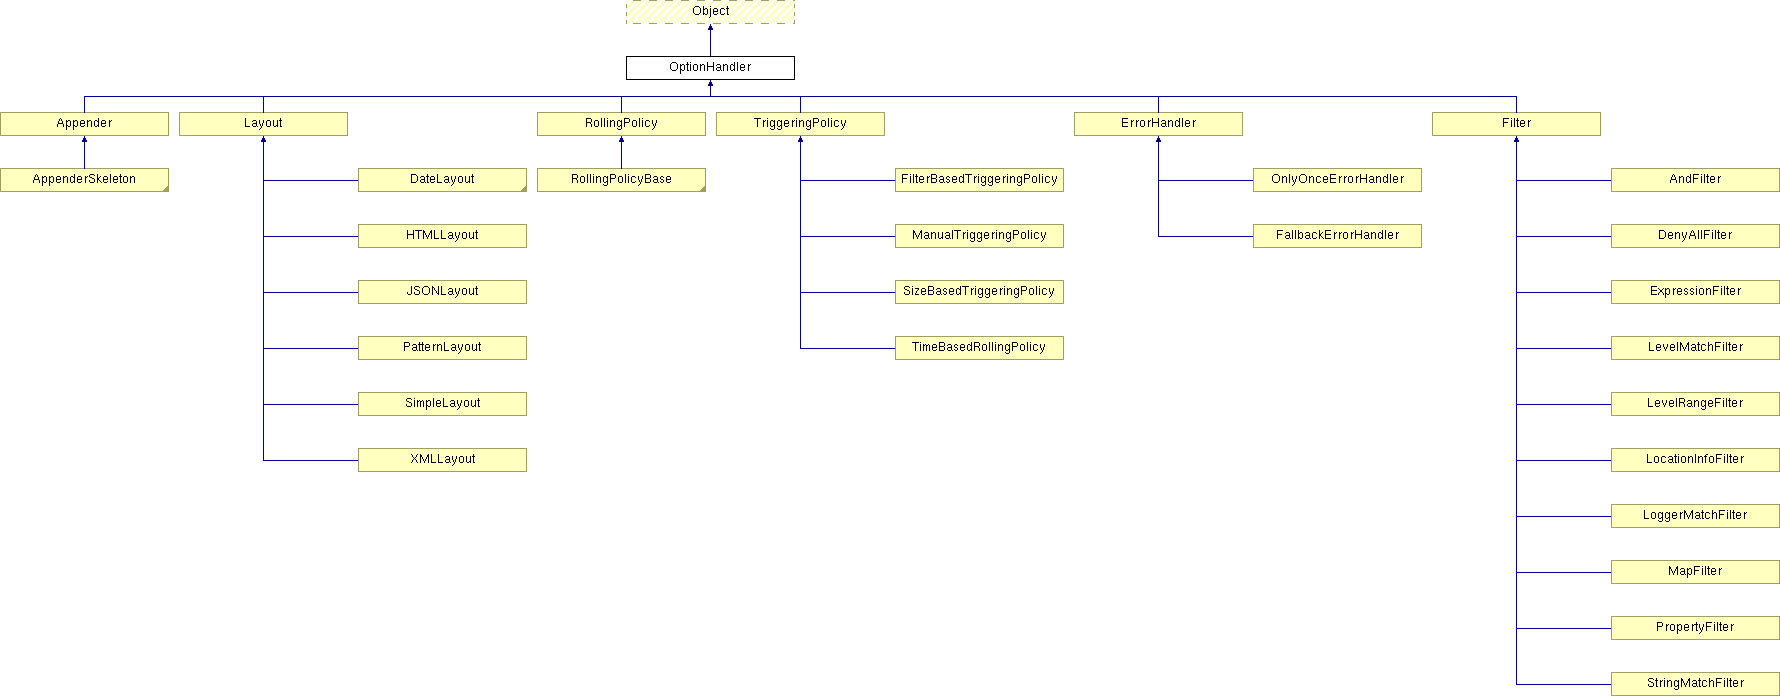 Object
OptionHandler
Appender
Layout
RollingPolicy
TriggeringPolicy
ErrorHandler
Filter
AppenderSkeleton
DateLayout
RollingPolicyBase
FilterBasedTriggeringPolicy
OnlyOnceErrorHandler
AndFilter
HTMLLayout
ManualTriggeringPolicy
FallbackErrorHandler
DenyAllFilter
JSONLayout
SizeBasedTriggeringPolicy
ExpressionFilter
PatternLayout
TimeBasedRollingPolicy
LevelMatchFilter
SimpleLayout
LevelRangeFilter
XMLLayout
LocationInfoFilter
LoggerMatchFilter
MapFilter
PropertyFilter
StringMatchFilter